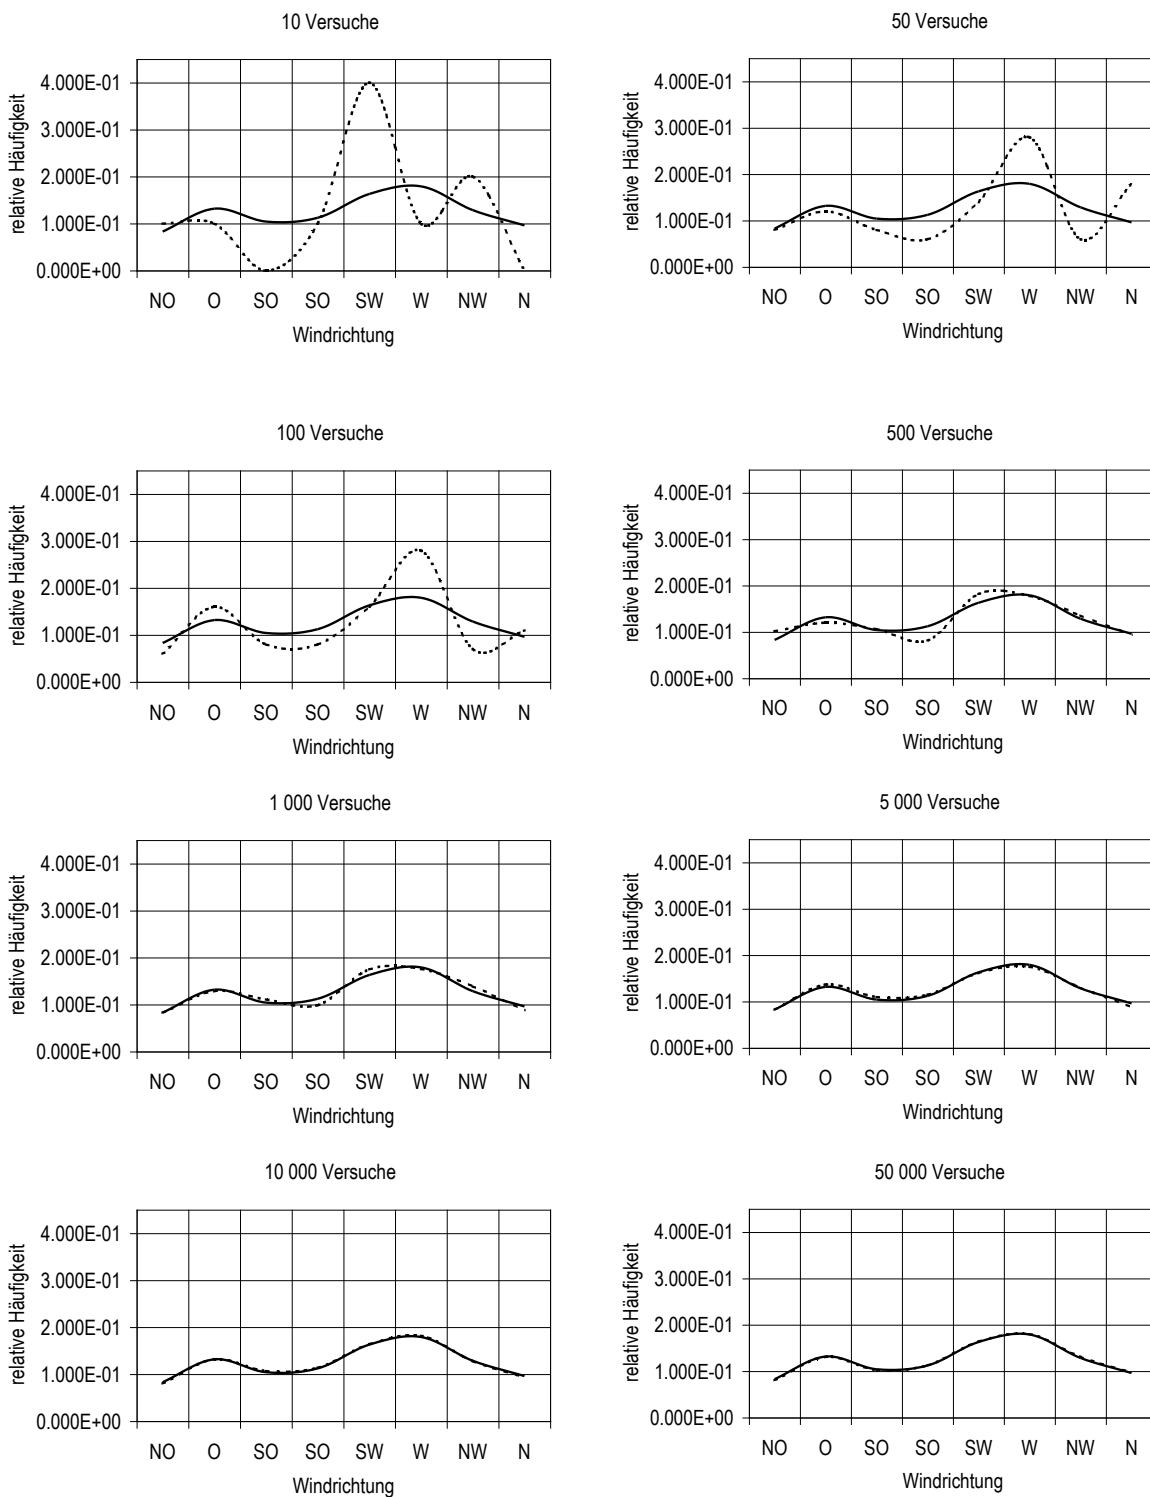 10 Versuche
relative Häufigkeit
4.000E-01
3.000E-01
2.000E-01
1.000E-01
0.000E+00
NO O SO SO SW W NW N
Windrichtung
50 Versuche
relative Häufigkeit
4.000E-01
3.000E-01
2.000E-01
1.000E-01
0.000E+00
NO O SO SO SW W NW N
Windrichtung
100 Versuche
relative Häufigkeit
4.000E-01
3.000E-01
2.000E-01
1.000E-01
0.000E+00
NO O SO SO SW W NW N
Windrichtung
500 Versuche
relative Häufigkeit
4.000E-01
3.000E-01
2.000E-01
1.000E-01
0.000E+00
NO O SO SO SW W NW N
Windrichtung
1 000 Versuche
relative Häufigkeit
4.000E-01
3.000E-01
2.000E-01
1.000E-01
0.000E+00
NO O SO SO SW W NW N
Windrichtung
5 000 Versuche
relative Häufigkeit
4.000E-01
3.000E-01
2.000E-01
1.000E-01
0.000E+00
NO O SO SO SW W NW N
Windrichtung
10 000 Versuche
relative Häufigkeit
4.000E-01
3.000E-01
2.000E-01
1.000E-01
0.000E+00
NO O SO SO SW W NW N
Windrichtung
50 000 Versuche
relative Häufigkeit
4.000E-01
3.000E-01
2.000E-01
1.000E-01
0.000E+00
NO O SO SO SW W NW N
Windrichtung